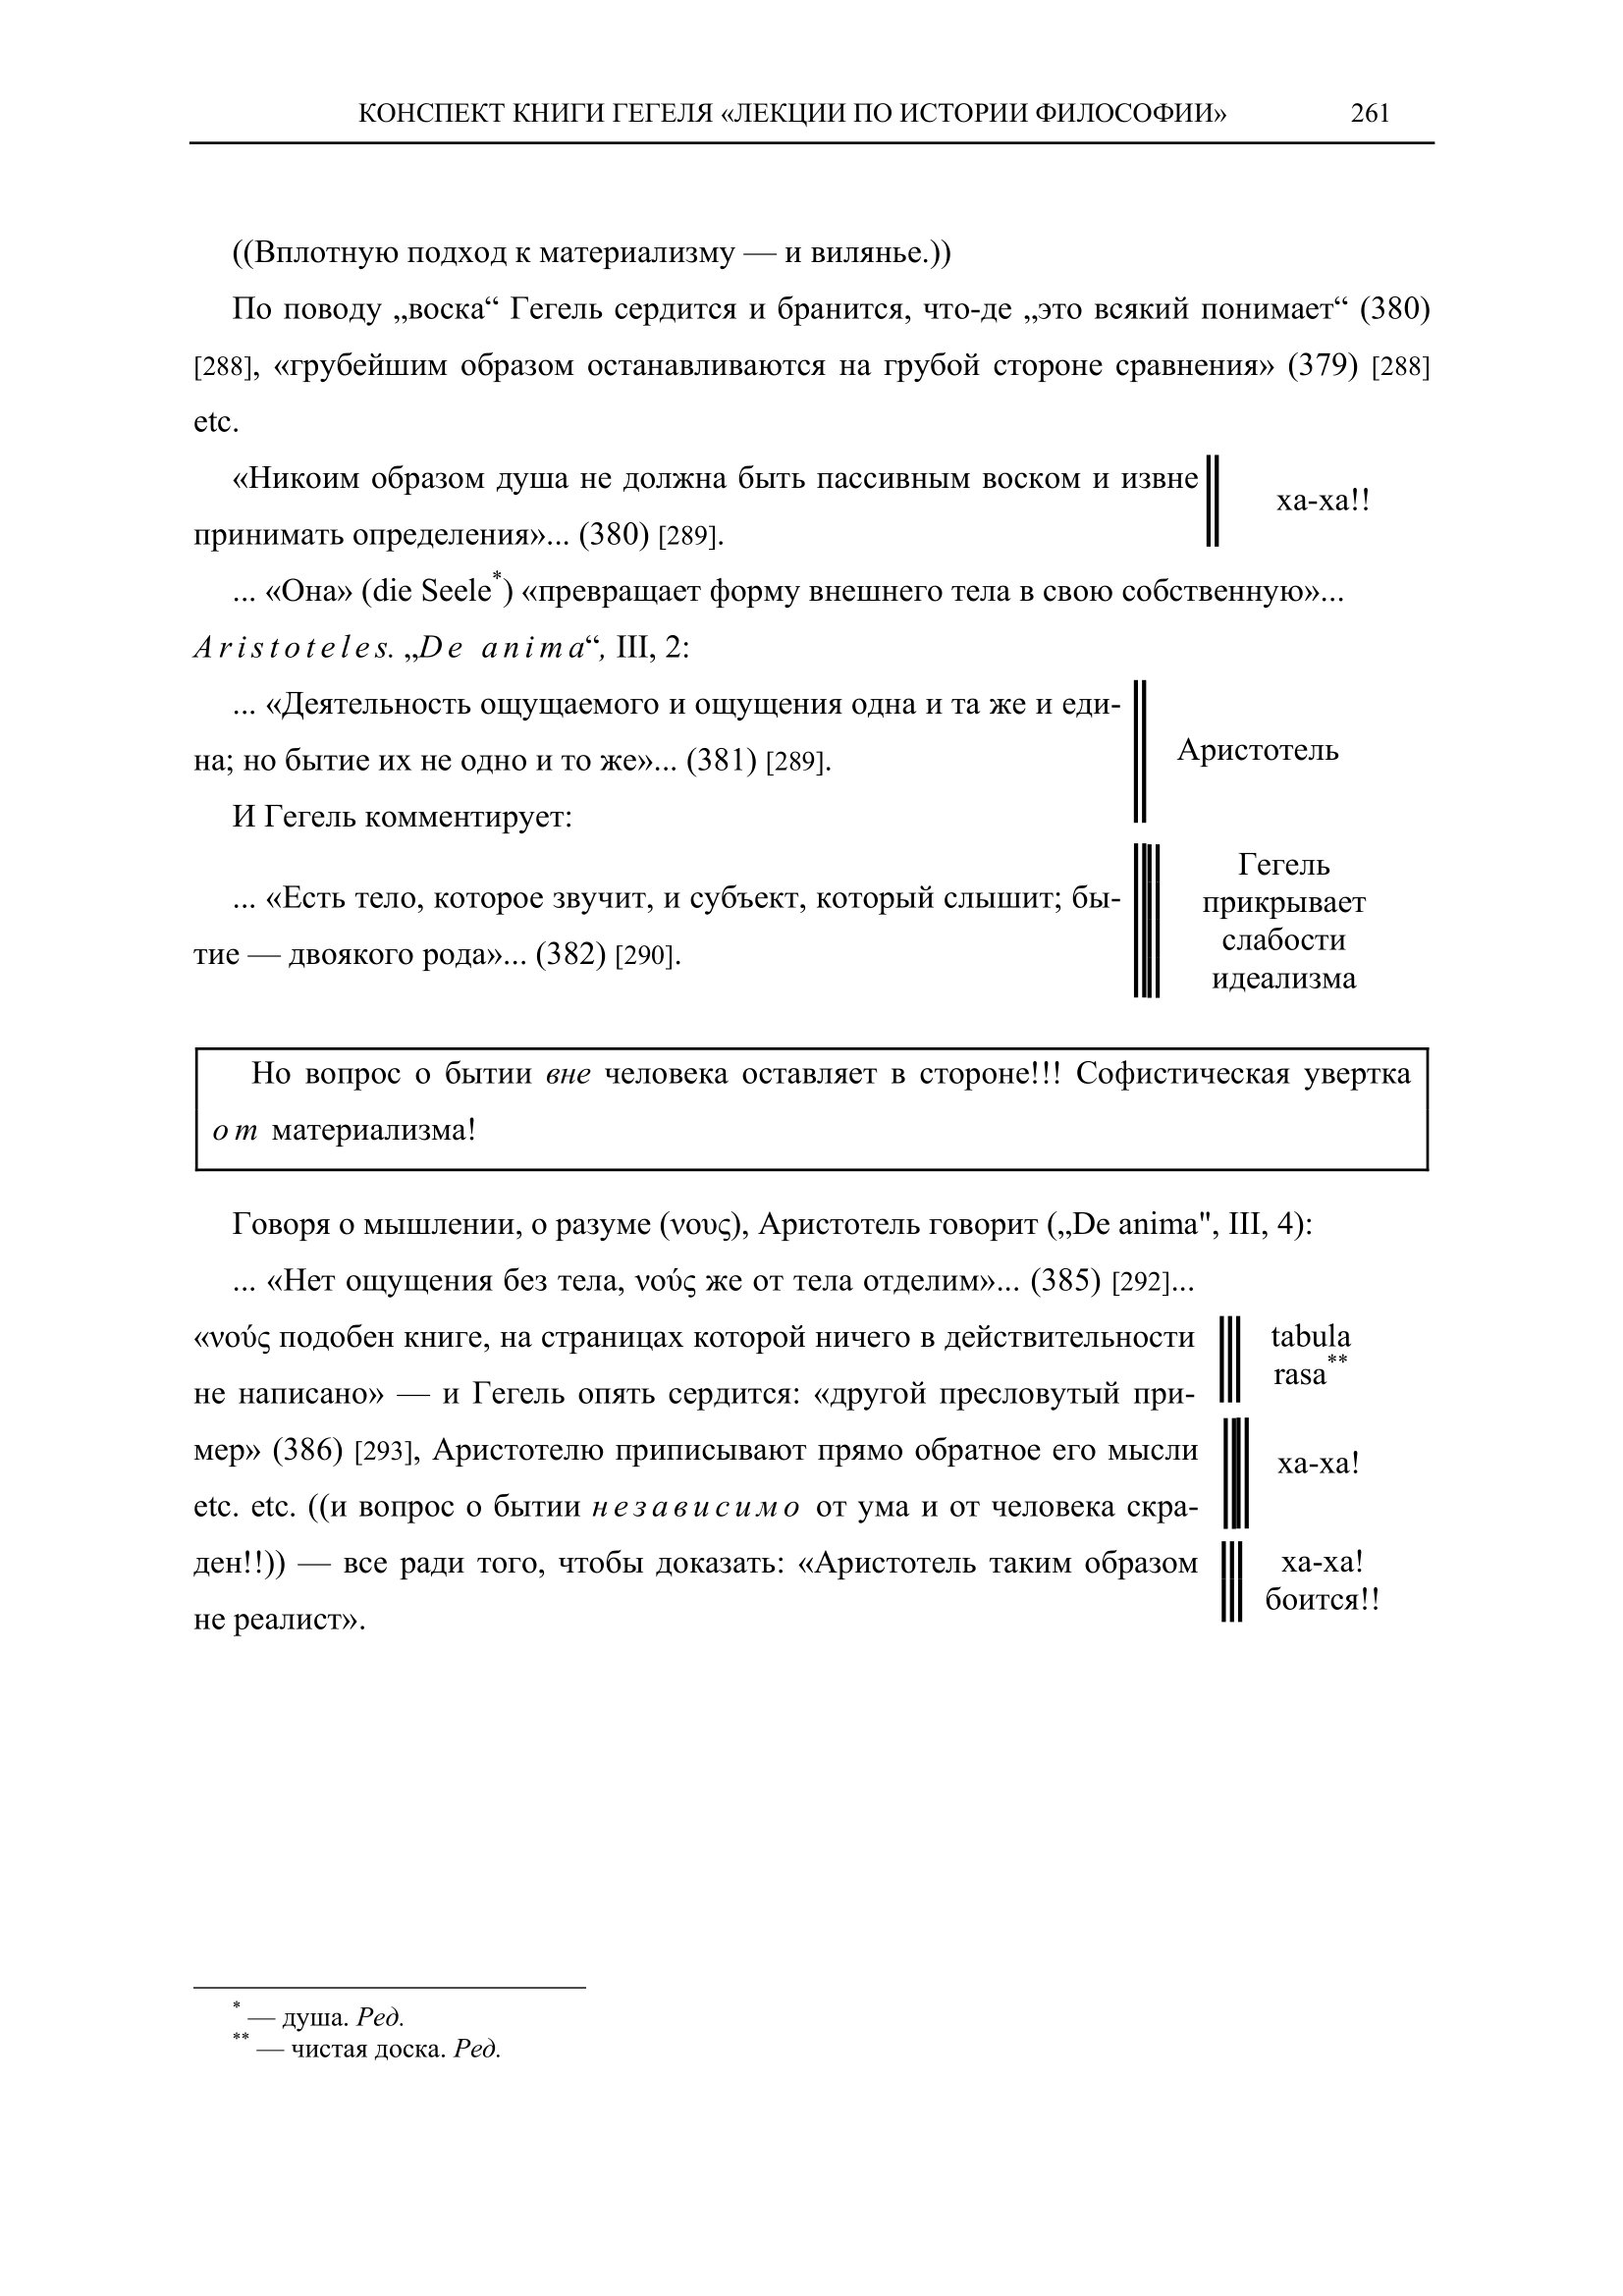 КОНСПЕКТ КНИГИ ГЕГЕЛЯ «ЛЕКЦИИ ПО ИСТОРИИ ФИЛОСОФИИ» 261
((Вплотную подход к материализму — и вилянье.))
По поводу „воска“ Гегель сердится и бранится, что-де „это всякий понимает“ (380)
[288], «грубейшим образом останавливаются на грубой стороне сравнения» (379) [288]
etc.
«Никоим образом душа не должна быть пассивным воском и извне
принимать определения»... (380) [289].
ха-ха!!
... «Она» (die Seele*) «превращает форму внешнего тела в свою собственную»...
Aristoteles. „De anima“, III, 2:
... «Деятельность ощущаемого и ощущения одна и та же и еди-
на; но бытие их не одно и то же»... (381) [289].
Аристотель
И Гегель комментирует:
... «Есть тело, которое звучит, и субъект, который слышит; бы-
тие — двоякого рода»... (382) [290].
Гегель
прикрывает
слабости
идеализма
Но вопрос о бытии вне человека оставляет в стороне!!! Софистическая увертка
от материализма!
Говоря о мышлении, о разуме (νους), Аристотель говорит („De anima", III, 4):
... «Нет ощущения без тела, νούς же от тела отделим»... (385) [292]...
«νούς подобен книге, на страницах которой ничего в действительности
не написано» — и Гегель опять сердится: «другой пресловутый при-
мер» (386) [293], Аристотелю приписывают прямо обратное его мысли
etc. etc. ((и вопрос о бытии независимо от ума и от человека скра-
ден!!)) — все ради того, чтобы доказать: «Аристотель таким образом
не реалист».
tabula
rasa**
ха-ха!
ха-ха!
боится!!
* — душа. Ред.
** — чистая доска. Ред.